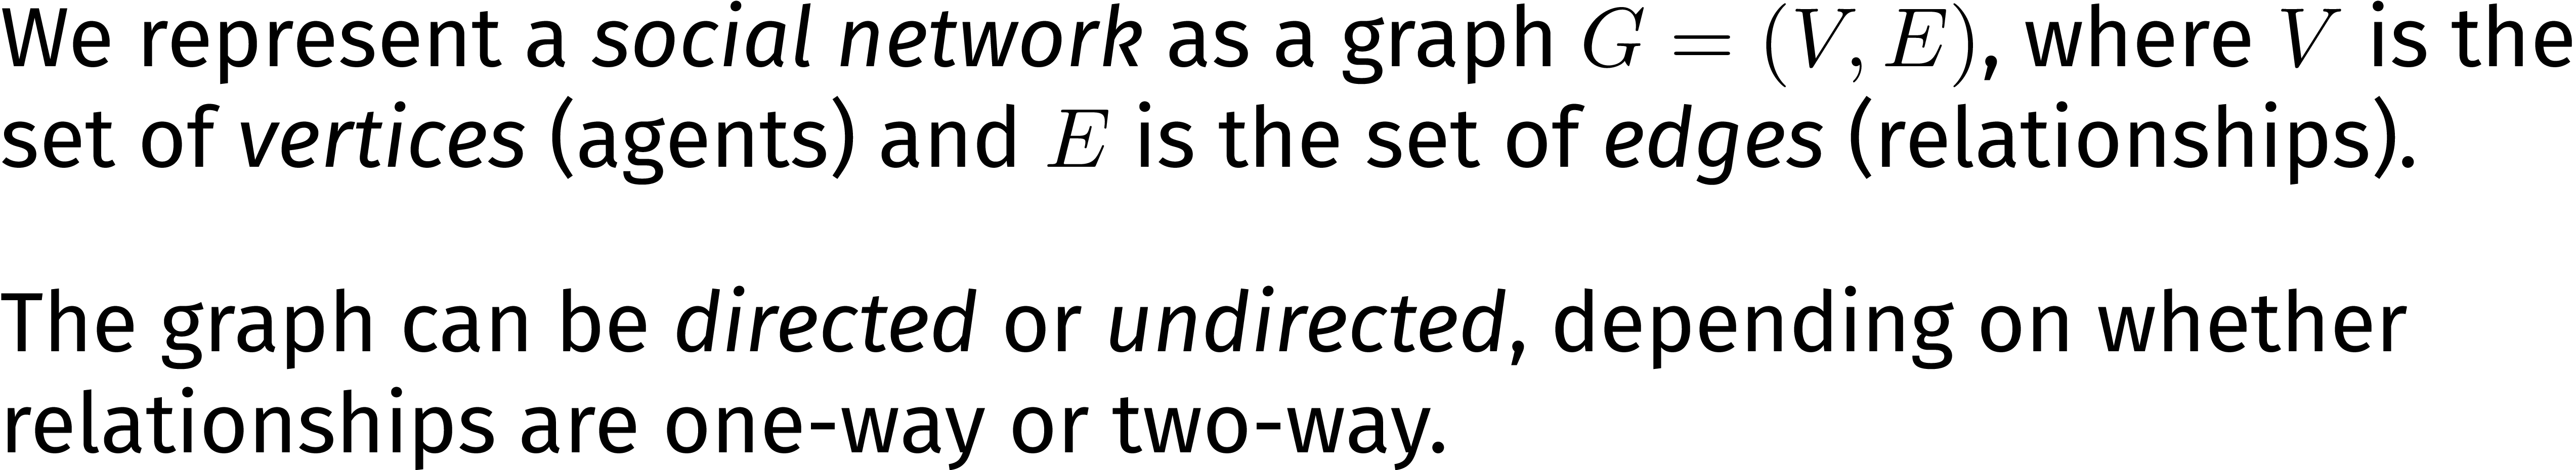 We represent a social network as a graph G = (V, E), where V is the
set of vertices (agents) and E is the set of edges (relationships).
The graph can be directed or undirected, depending on whether
relationships are one-way or two-way.